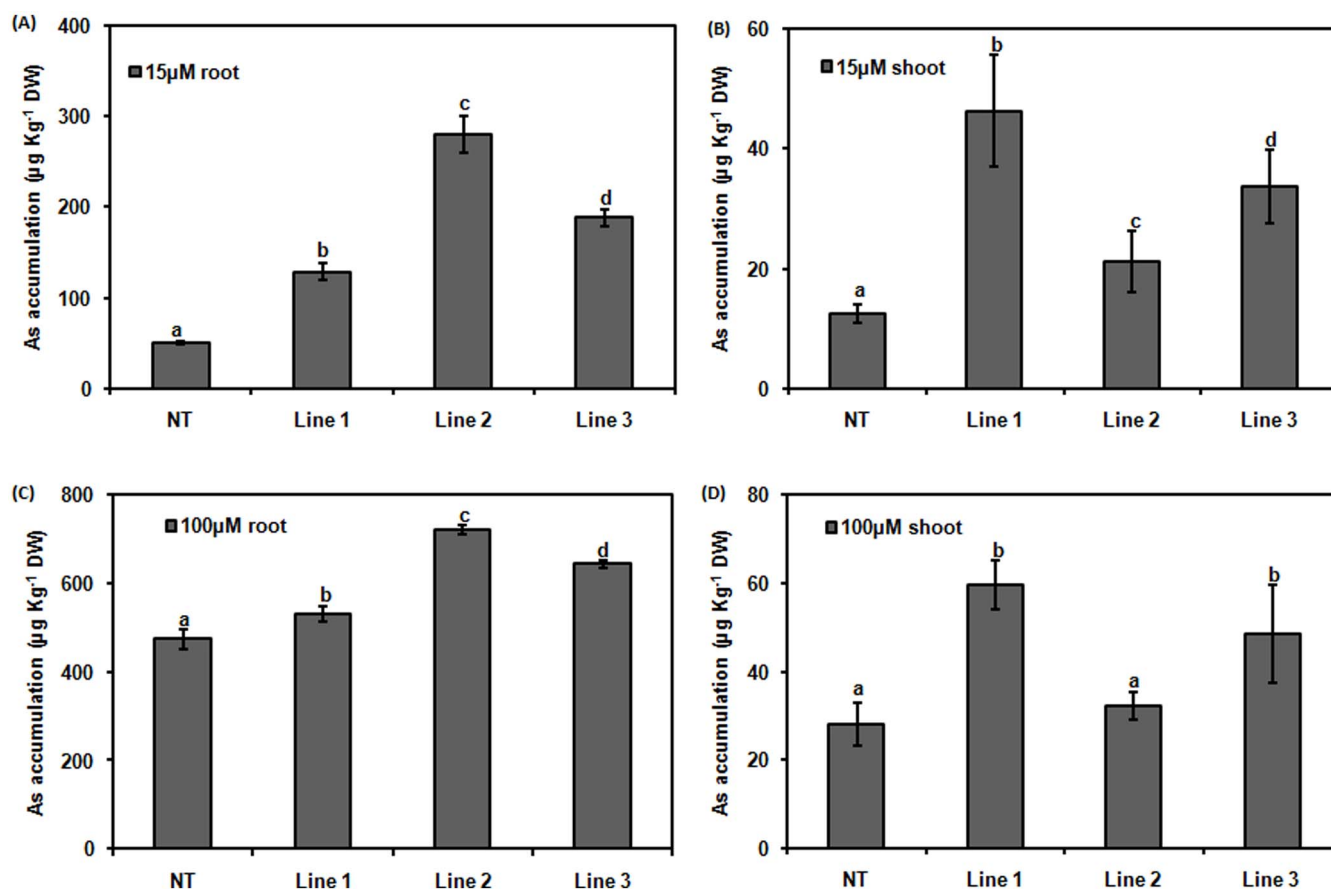 (A)
As accumulation (µg Kg⁻¹ DW)
400
300
200
100
0
15µM root
a
b
c
d
NT Line 1 Line 2 Line 3
(B)
As accumulation (µg Kg⁻¹ DW)
60
40
20
0
15µM shoot
a
b
c
d
NT Line 1 Line 2 Line 3
(C)
As accumulation (µg Kg⁻¹ DW)
800
600
400
200
0
100µM root
a
b
c
d
NT Line 1 Line 2 Line 3
(D)
As accumulation (µg Kg⁻¹ DW)
80
60
40
20
0
100µM shoot
a
b
a
b
NT Line 1 Line 2 Line 3